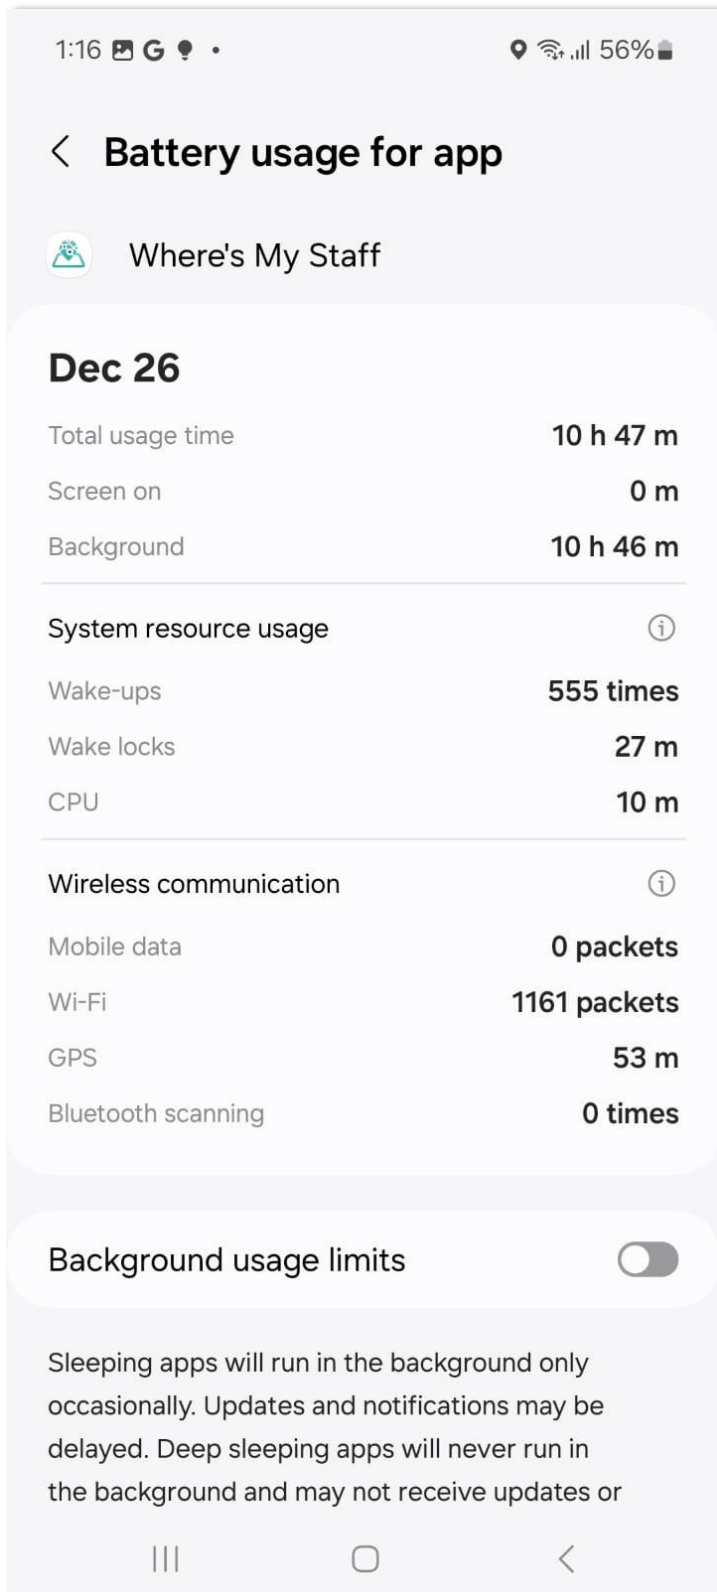 1:16 G 56%
Battery usage for app
Where's My Staff
Dec 26
Total usage time 10 h 47 m
Screen on 0 m
Background 10 h 46 m
System resource usage
Wake-ups 555 times
Wake locks 27 m
CPU 10 m
Wireless communication
Mobile data 0 packets
Wi-Fi 1161 packets
GPS 53 m
Bluetooth scanning 0 times
Background usage limits
Sleeping apps will run in the background only
occasionally. Updates and notifications may be
delayed. Deep sleeping apps will never run in
the background and may not receive updates or